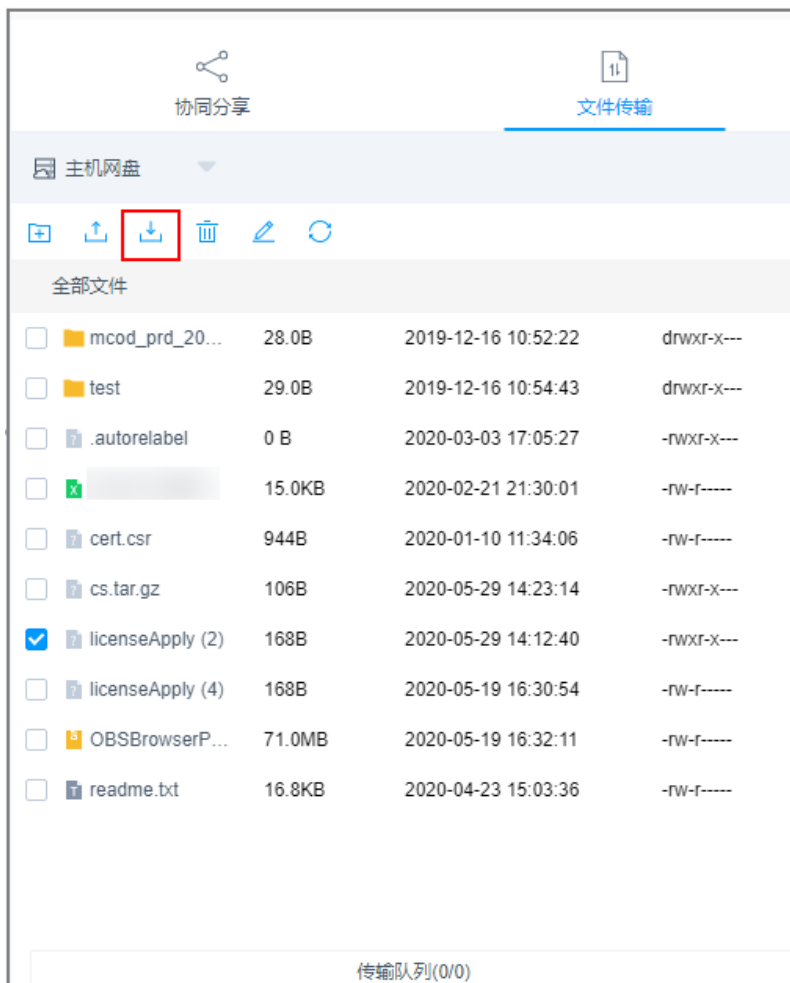 协同分享 文件传输
主机网盘
全部文件
mcod_prd_20... 28.0B 2019-12-16 10:52:22 drwxr-x---
test 29.0B 2019-12-16 10:54:43 drwxr-x---
.autorelabel 0 B 2020-03-03 17:05:27 -rwxr-x---
15.0KB 2020-02-21 21:30:01 -rw-r-----
cert.csr 944B 2020-01-10 11:34:06 -rw-r-----
cs.tar.gz 106B 2020-05-29 14:23:14 -rwxr-x---
licenseApply (2) 168B 2020-05-29 14:12:40 -rwxr-x---
licenseApply (4) 168B 2020-05-19 16:30:54 -rw-r-----
OBSBrowserP... 71.0MB 2020-05-19 16:32:11 -rw-r-----
readme.txt 16.8KB 2020-04-23 15:03:36 -rw-r-----
传输队列(0/0)